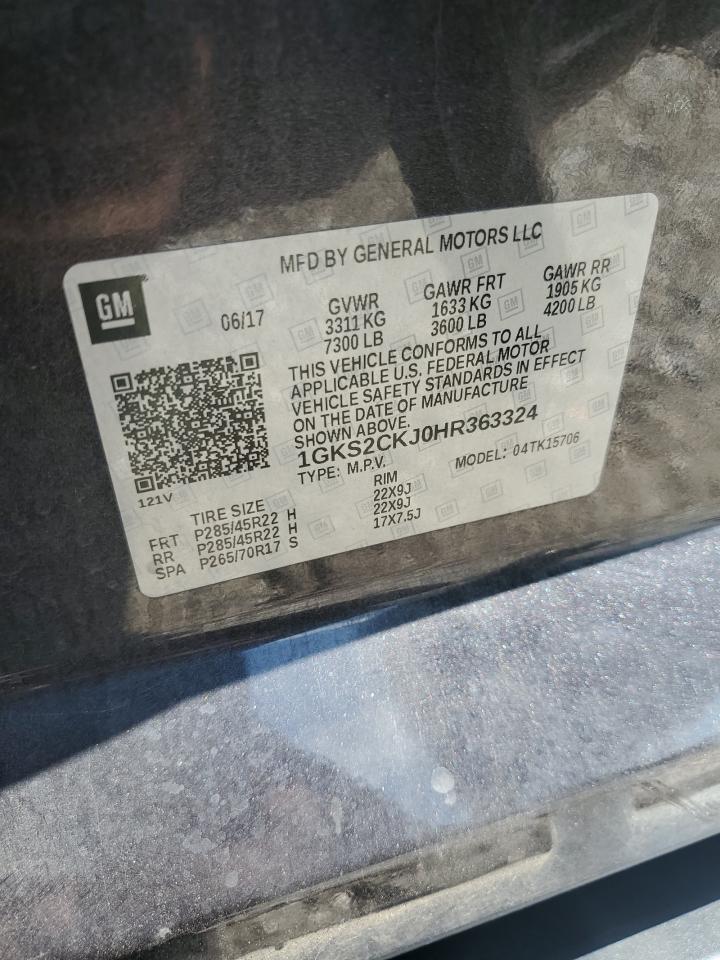 MFD BY GENERAL MOTORS LLC
GM
06/17
GVWR GAWR FRT GAWR RR
3311 KG 1633 KG 1905 KG
7300 LB 3600 LB 4200 LB
THIS VEHICLE CONFORMS TO ALL
APPLICABLE U.S. FEDERAL MOTOR
VEHICLE SAFETY STANDARDS IN EFFECT
ON THE DATE OF MANUFACTURE
SHOWN ABOVE.
1GKS2CKJ0HR363324
TYPE: M.P.V. MODEL: 04TK15706
121V
TIRE SIZE RIM
FRT P285/45R22 H 22X9J
RR P285/45R22 H 22X9J
SPA P265/70R17 S 17X7.5J